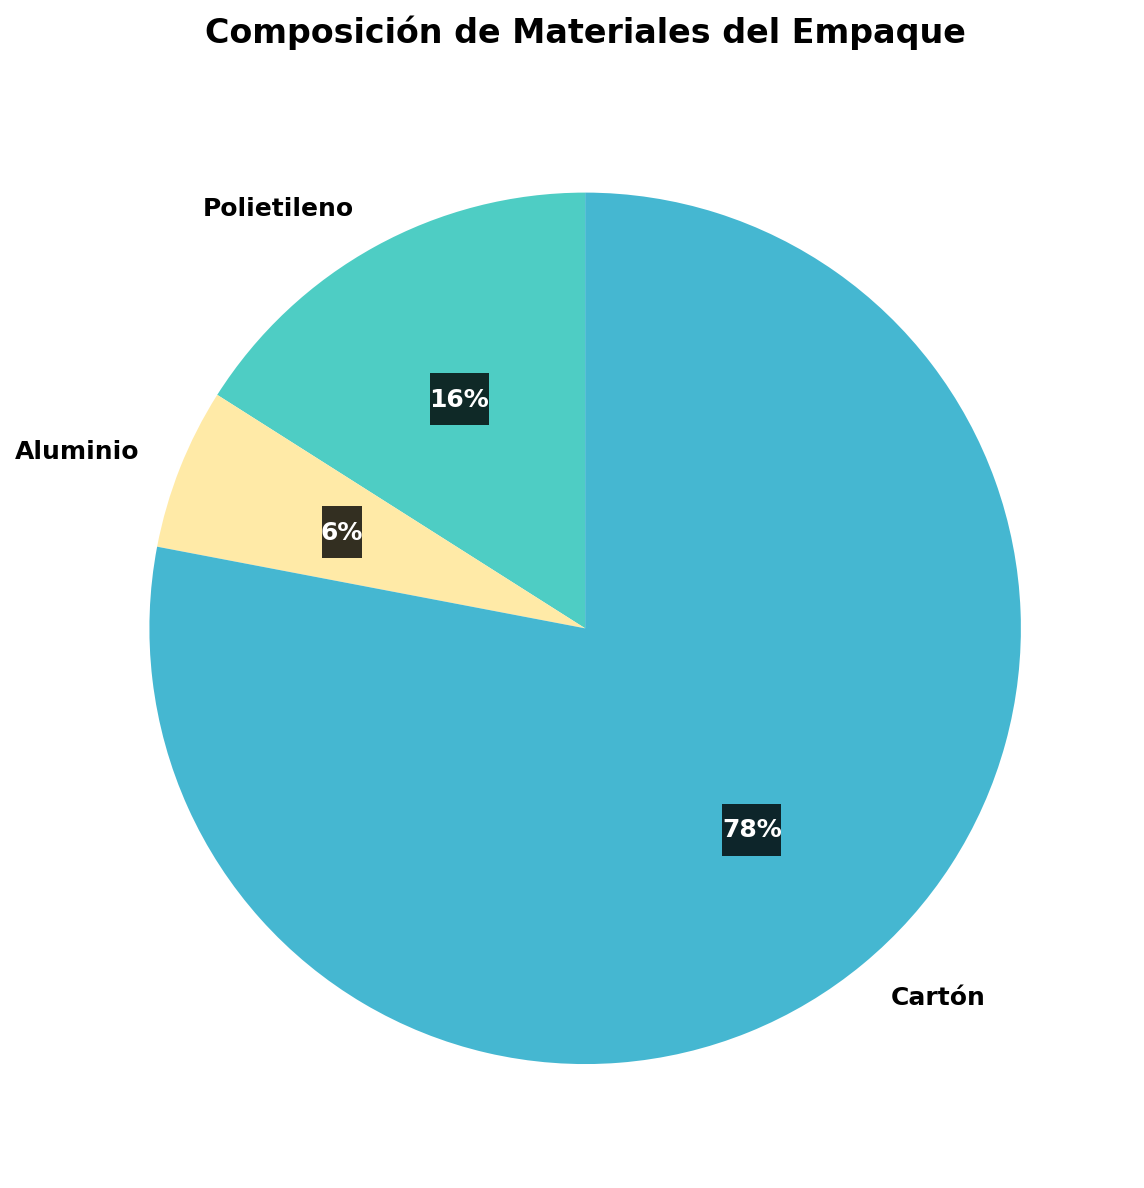 Composición de Materiales del Empaque
Polietileno
16%
Aluminio
6%
78%
Cartón